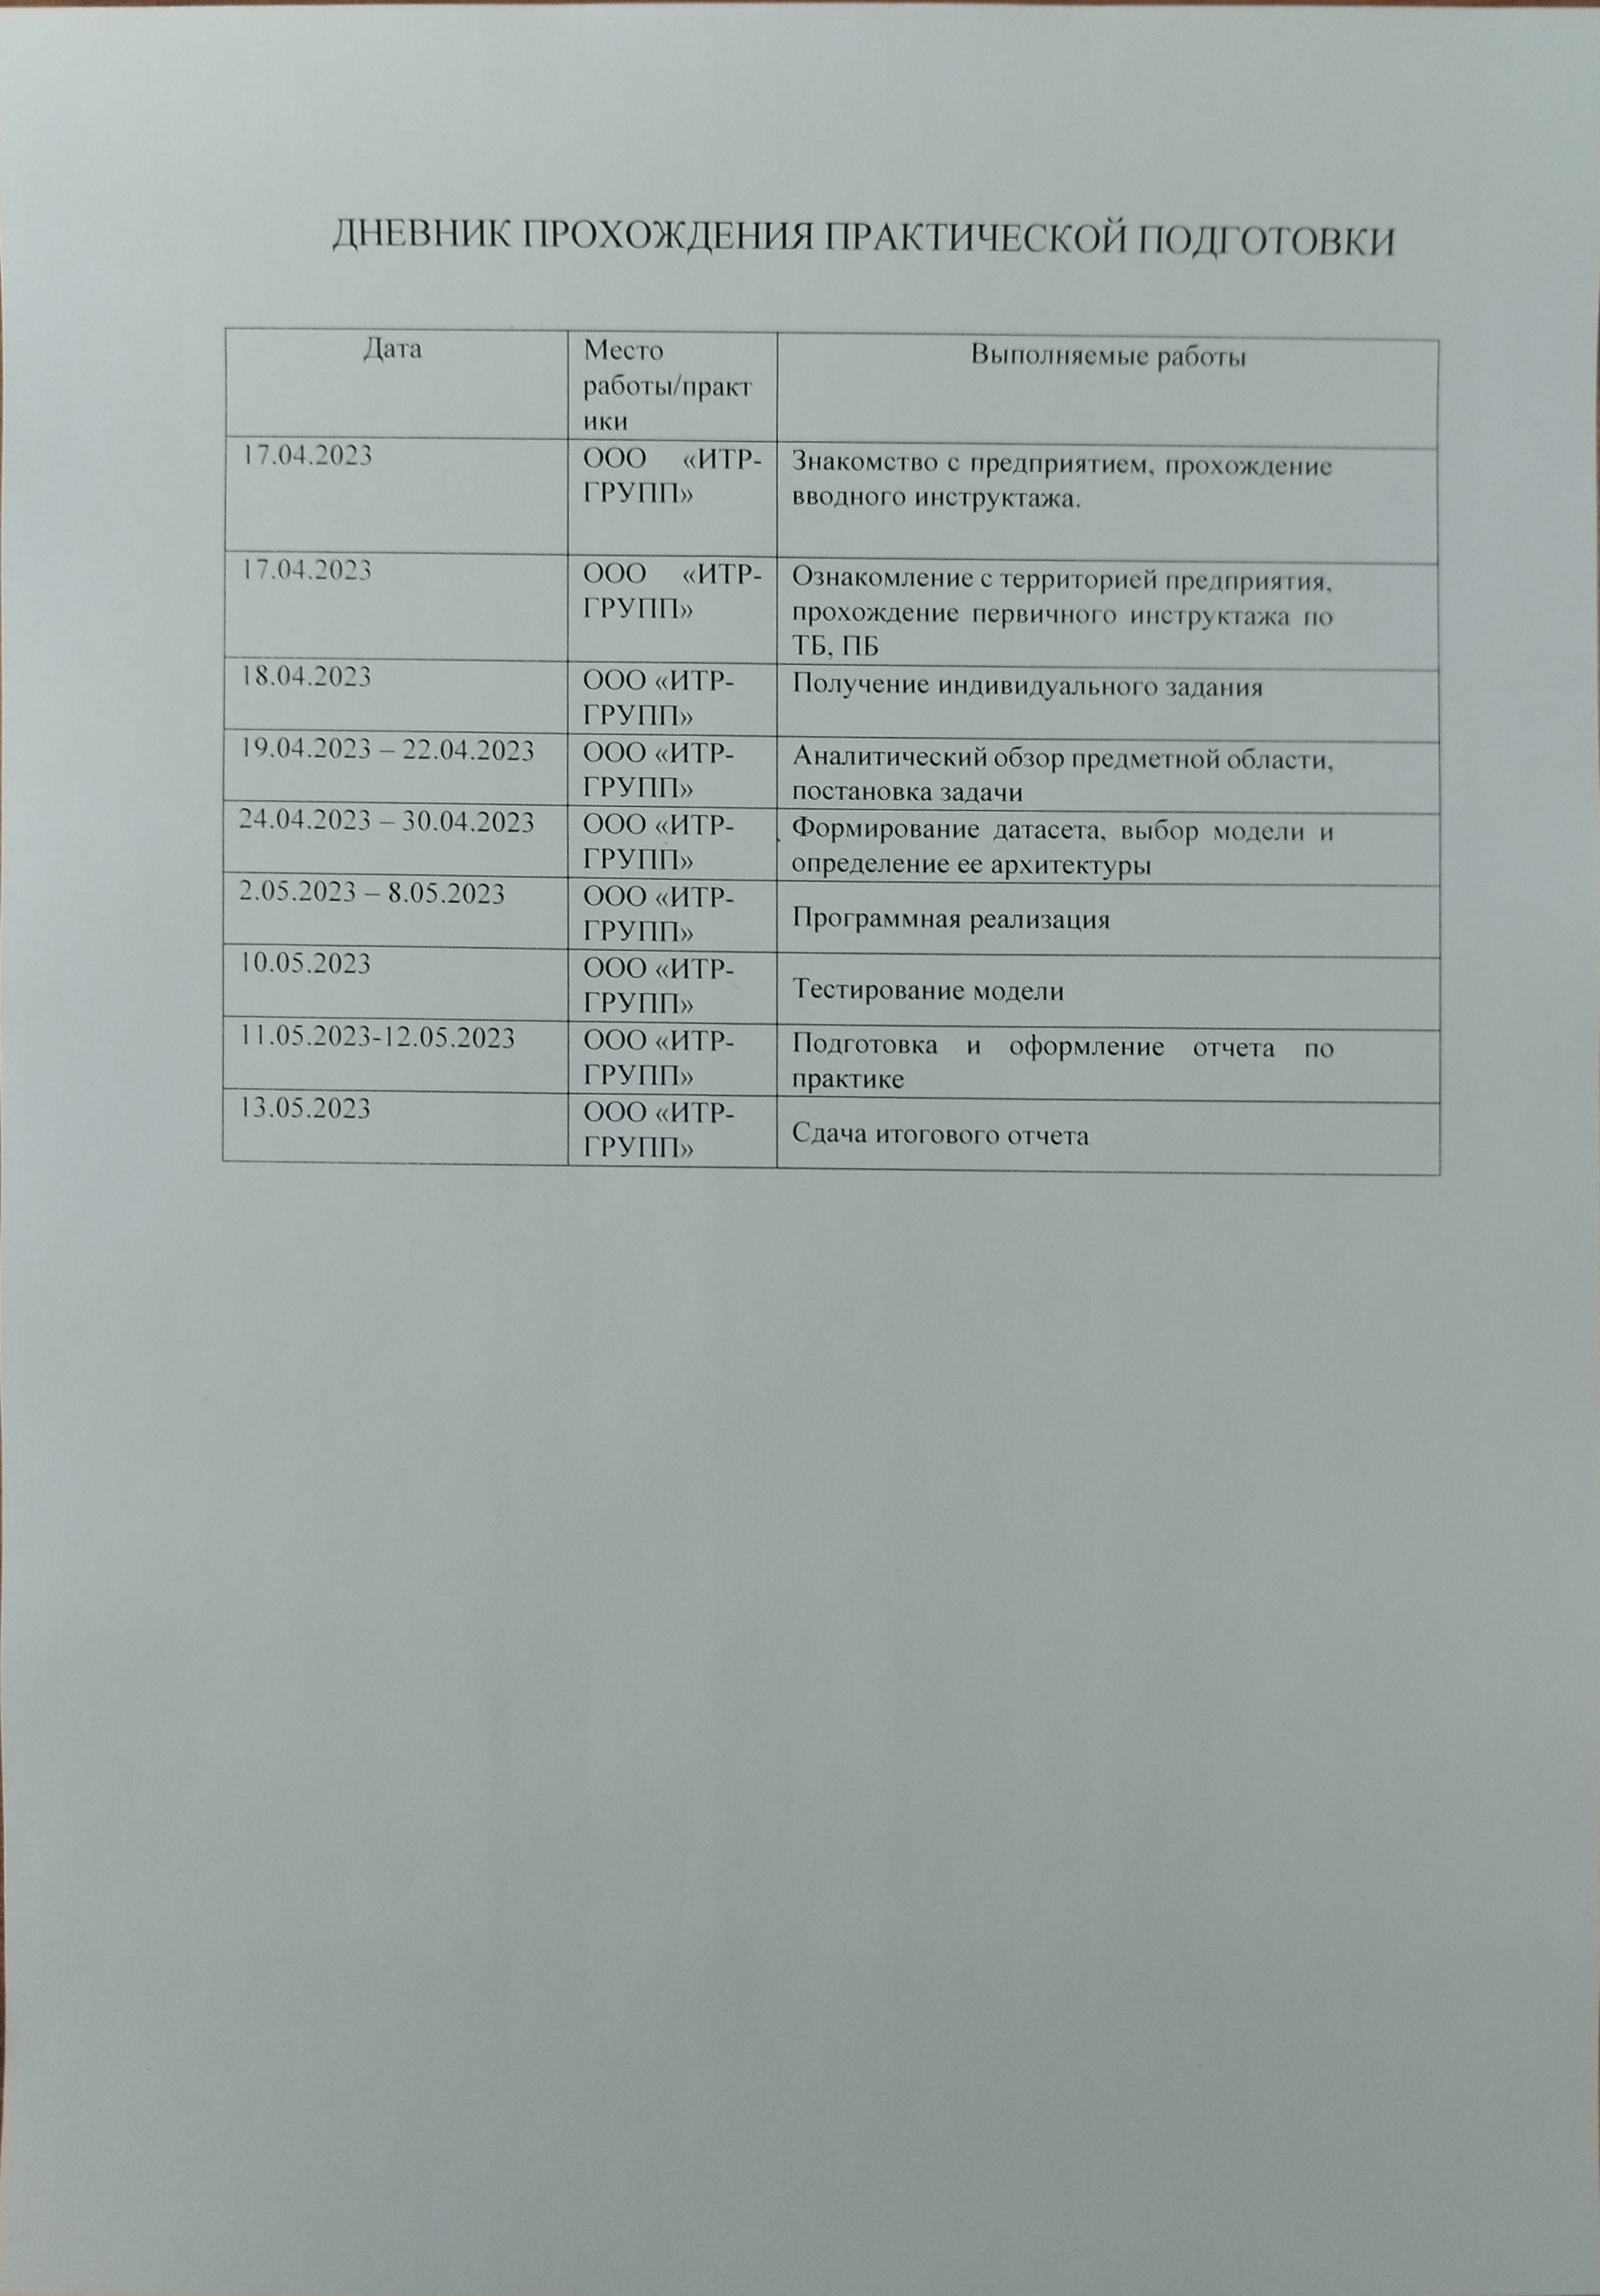 ДНЕВНИК ПРОХОЖДЕНИЯ ПРАКТИЧЕСКОЙ ПОДГОТОВКИ
Дата
Место
работы/практ
ики
Выполняемые работы
17.04.2023
ООО «ИТР-
ГРУПП»
Знакомство с предприятием, прохождение
вводного инструктажа.
17.04.2023
ООО «ИТР-
ГРУПП»
Ознакомление с территорией предприятия,
прохождение первичного инструктажа по
ТБ, ПБ
18.04.2023
ООО «ИТР-
ГРУПП»
Получение индивидуального задания
19.04.2023 – 22.04.2023
ООО «ИТР-
ГРУПП»
Аналитический обзор предметной области,
постановка задачи
24.04.2023 – 30.04.2023
ООО «ИТР-
ГРУПП»
Формирование датасета, выбор модели и
определение ее архитектуры
2.05.2023 – 8.05.2023
ООО «ИТР-
ГРУПП»
Программная реализация
10.05.2023
ООО «ИТР-
ГРУПП»
Тестирование модели
11.05.2023-12.05.2023
ООО «ИТР-
ГРУПП»
Подготовка и оформление отчета по
практике
13.05.2023
ООО «ИТР-
ГРУПП»
Сдача итогового отчета